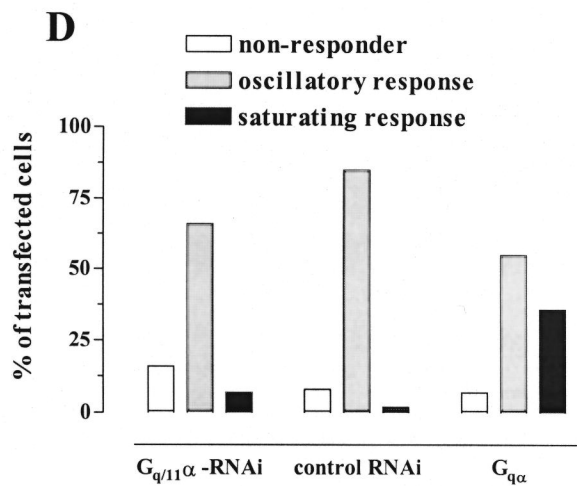 D
non-responder
oscillatory response
saturating response
% of transfected cells
100
75
50
25
0
Gq/11α -RNAi
control RNAi
Gqα